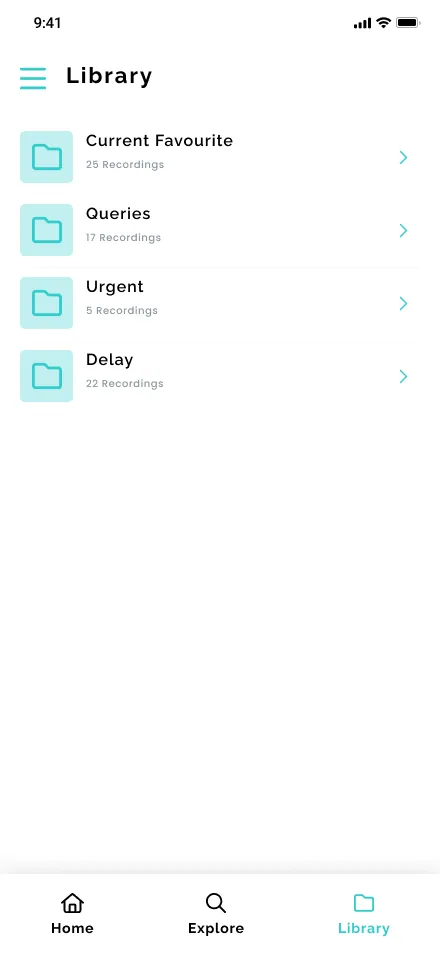 9:41
Library
Current Favourite
25 Recordings
Queries
17 Recordings
Urgent
5 Recordings
Delay
22 Recordings
Home Explore Library